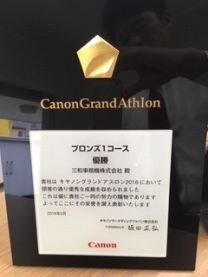 CanonGrandAthlon
ブロンズ1コース
優勝
三和事務機株式会社 殿
貴社は キヤノングランドアスロン2018において
頭書の通り優秀な成績を収められました
これは偏に貴社ご一同の努力の賜物であります
よってここにその栄誉を讃え表彰いたします
2019年3月
キヤノンマーケティングジャパン株式会社
坂田 正弘
Canon